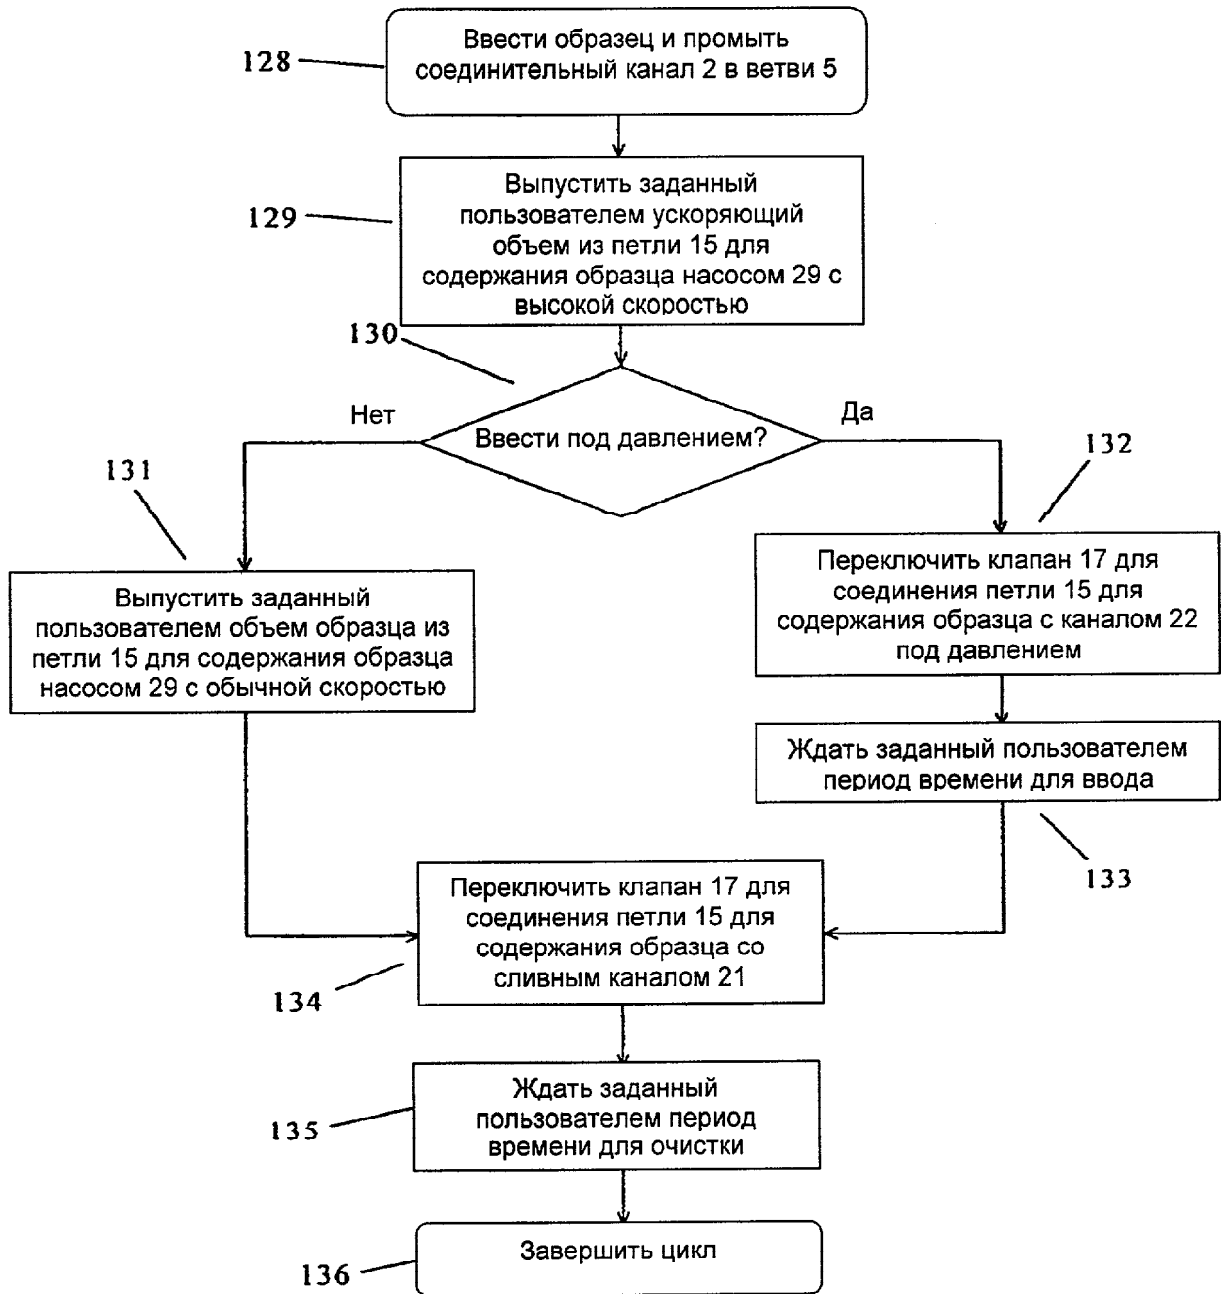 128
Ввести образец и промыть
соединительный канал 2 в ветви 5
129
Выпустить заданный
пользователем ускоряющий
объем из петли 15 для
содержания образца насосом 29 с
высокой скоростью
130
Нет
Ввести под давлением?
Да
131
Выпустить заданный
пользователем объем образца из
петли 15 для содержания образца
насосом 29 с обычной скоростью
132
Переключить клапан 17 для
соединения петли 15 для
содержания образца с каналом 22
под давлением
Ждать заданный пользователем
период времени для ввода
133
Переключить клапан 17 для
соединения петли 15 для
содержания образца со
сливным каналом 21
134
Ждать заданный
пользователем период
времени для очистки
135
Завершить цикл
136